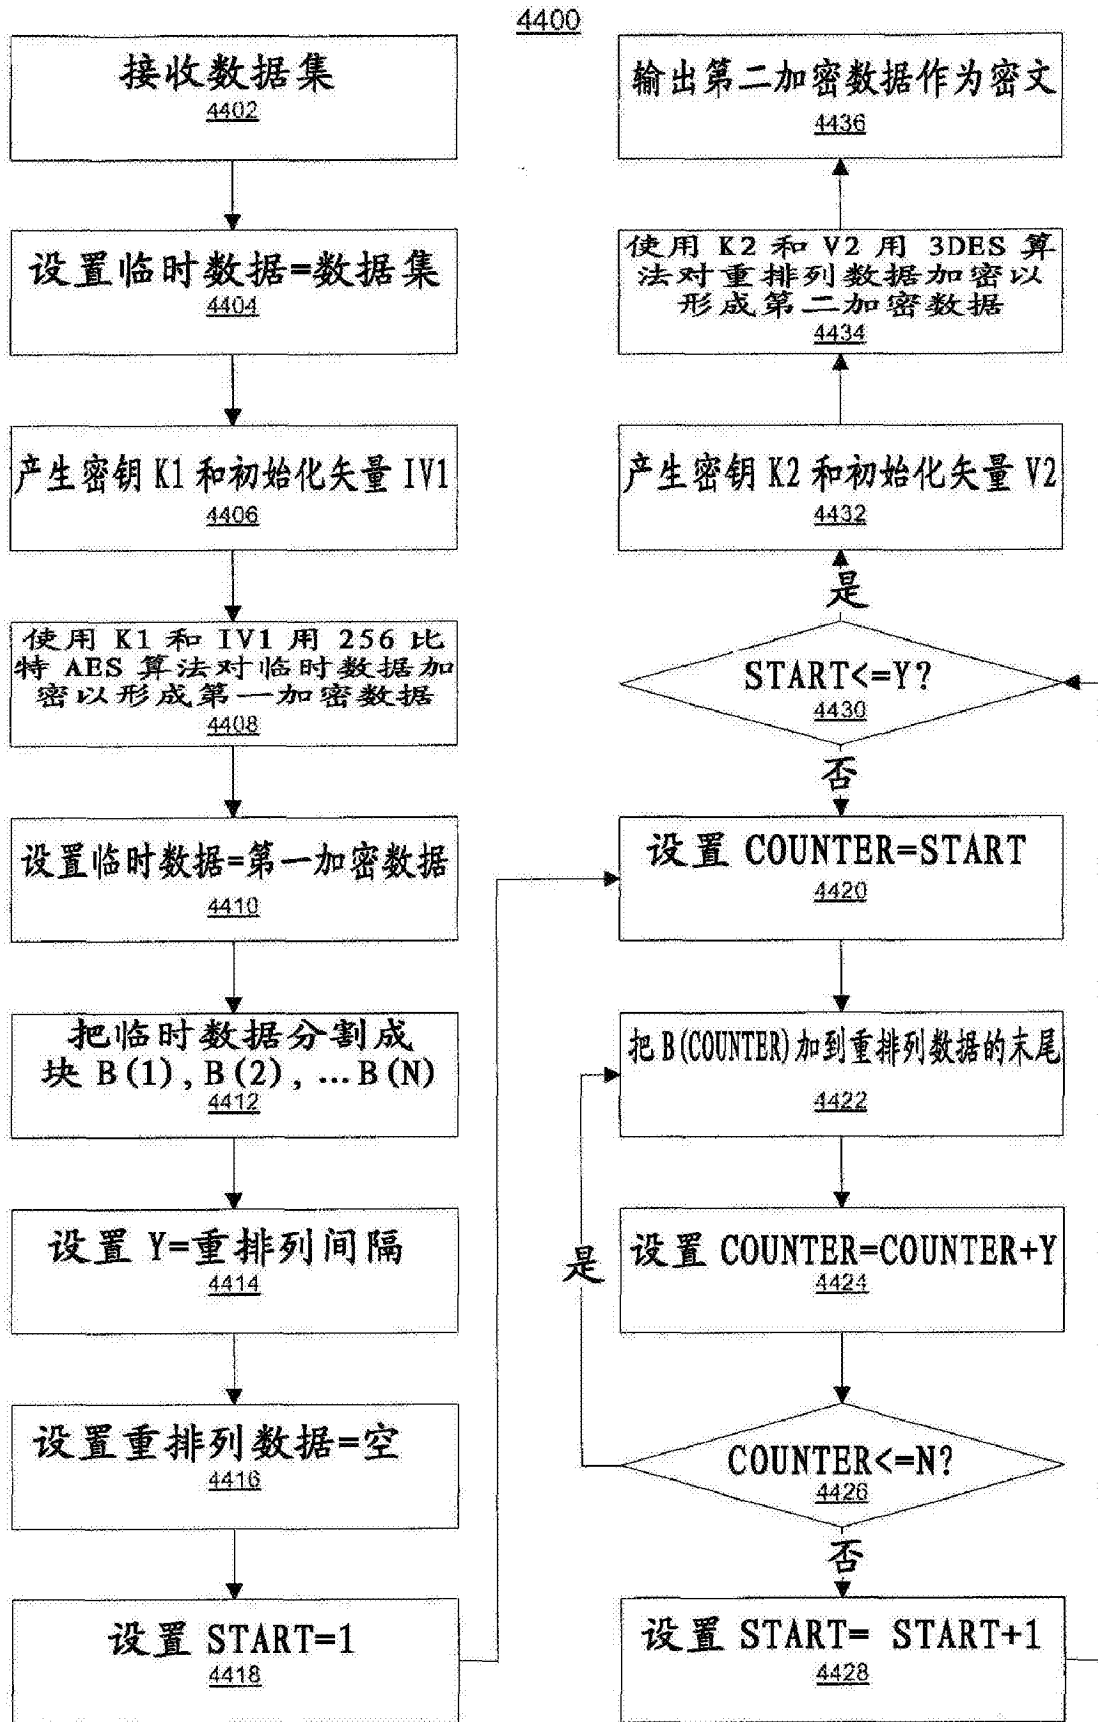 4400
接收数据集
4402
设置临时数据=数据集
4404
产生密钥 K1 和初始化矢量 IV1
4406
使用 K1 和 IV1 用 256 比
特 AES 算法对临时数据加
密以形成第一加密数据
4408
设置临时数据=第一加密数据
4410
把临时数据分割成
块 B(1), B(2), ...B(N)
4412
设置 Y=重排列间隔
4414
设置重排列数据=空
4416
设置 START=1
4418
输出第二加密数据作为密文
4436
使用 K2 和 V2 用 3DES 算
法对重排列数据加密以
形成第二加密数据
4434
产生密钥 K2 和初始化矢量 V2
4432
是
START<=Y?
4430
否
设置 COUNTER=START
4420
把 B(COUNTER)加到重排列数据的末尾
4422
设置 COUNTER=COUNTER+Y
4424
是
COUNTER<=N?
4426
否
设置 START= START+1
4428